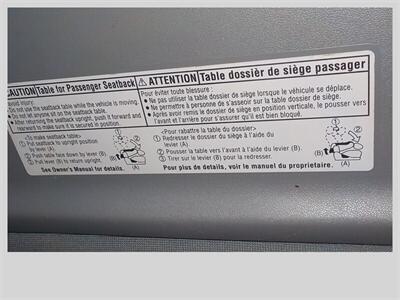 CAUTION Table for Passenger Seatback
avoid injury:
Do not use the seatback table while the vehicle is moving.
Do not let anyone sit on the seatback table.
After returning the seatback upright, push it forward and
rearward to make sure it is secured in position.
<To make seatback table>
① Pull seatback to upright position
by lever (A)
② Push table down by lever (B)
③ Pull lever (B) to return upright.
(B)
(A)
See Owner's Manual for details.
⚠ ATTENTION Table dossièr de siège passager
Pour éviter toute blessure :
● Ne pas utiliser la table dossier de siège lorsque le véhicule se déplace.
● Ne permettre à personne de s'asseoir sur la table dossier de siège.
● Après avoir remis le dossier de siège en position verticale, le pousser vers
l'avant et l'arrière pour s'assurer qu'il est bien bloqué.
<Pour rabattre la table du dossier>
① Redresser le dossier du siège à l'aide du
levier (A)
② Pousser la table vers l'avant à l'aide du levier (B)
③ Tirer sur le levier (B) pour le redresser.
(B)
(A)
Pour plus de détails, voir le manuel du proprietaire.